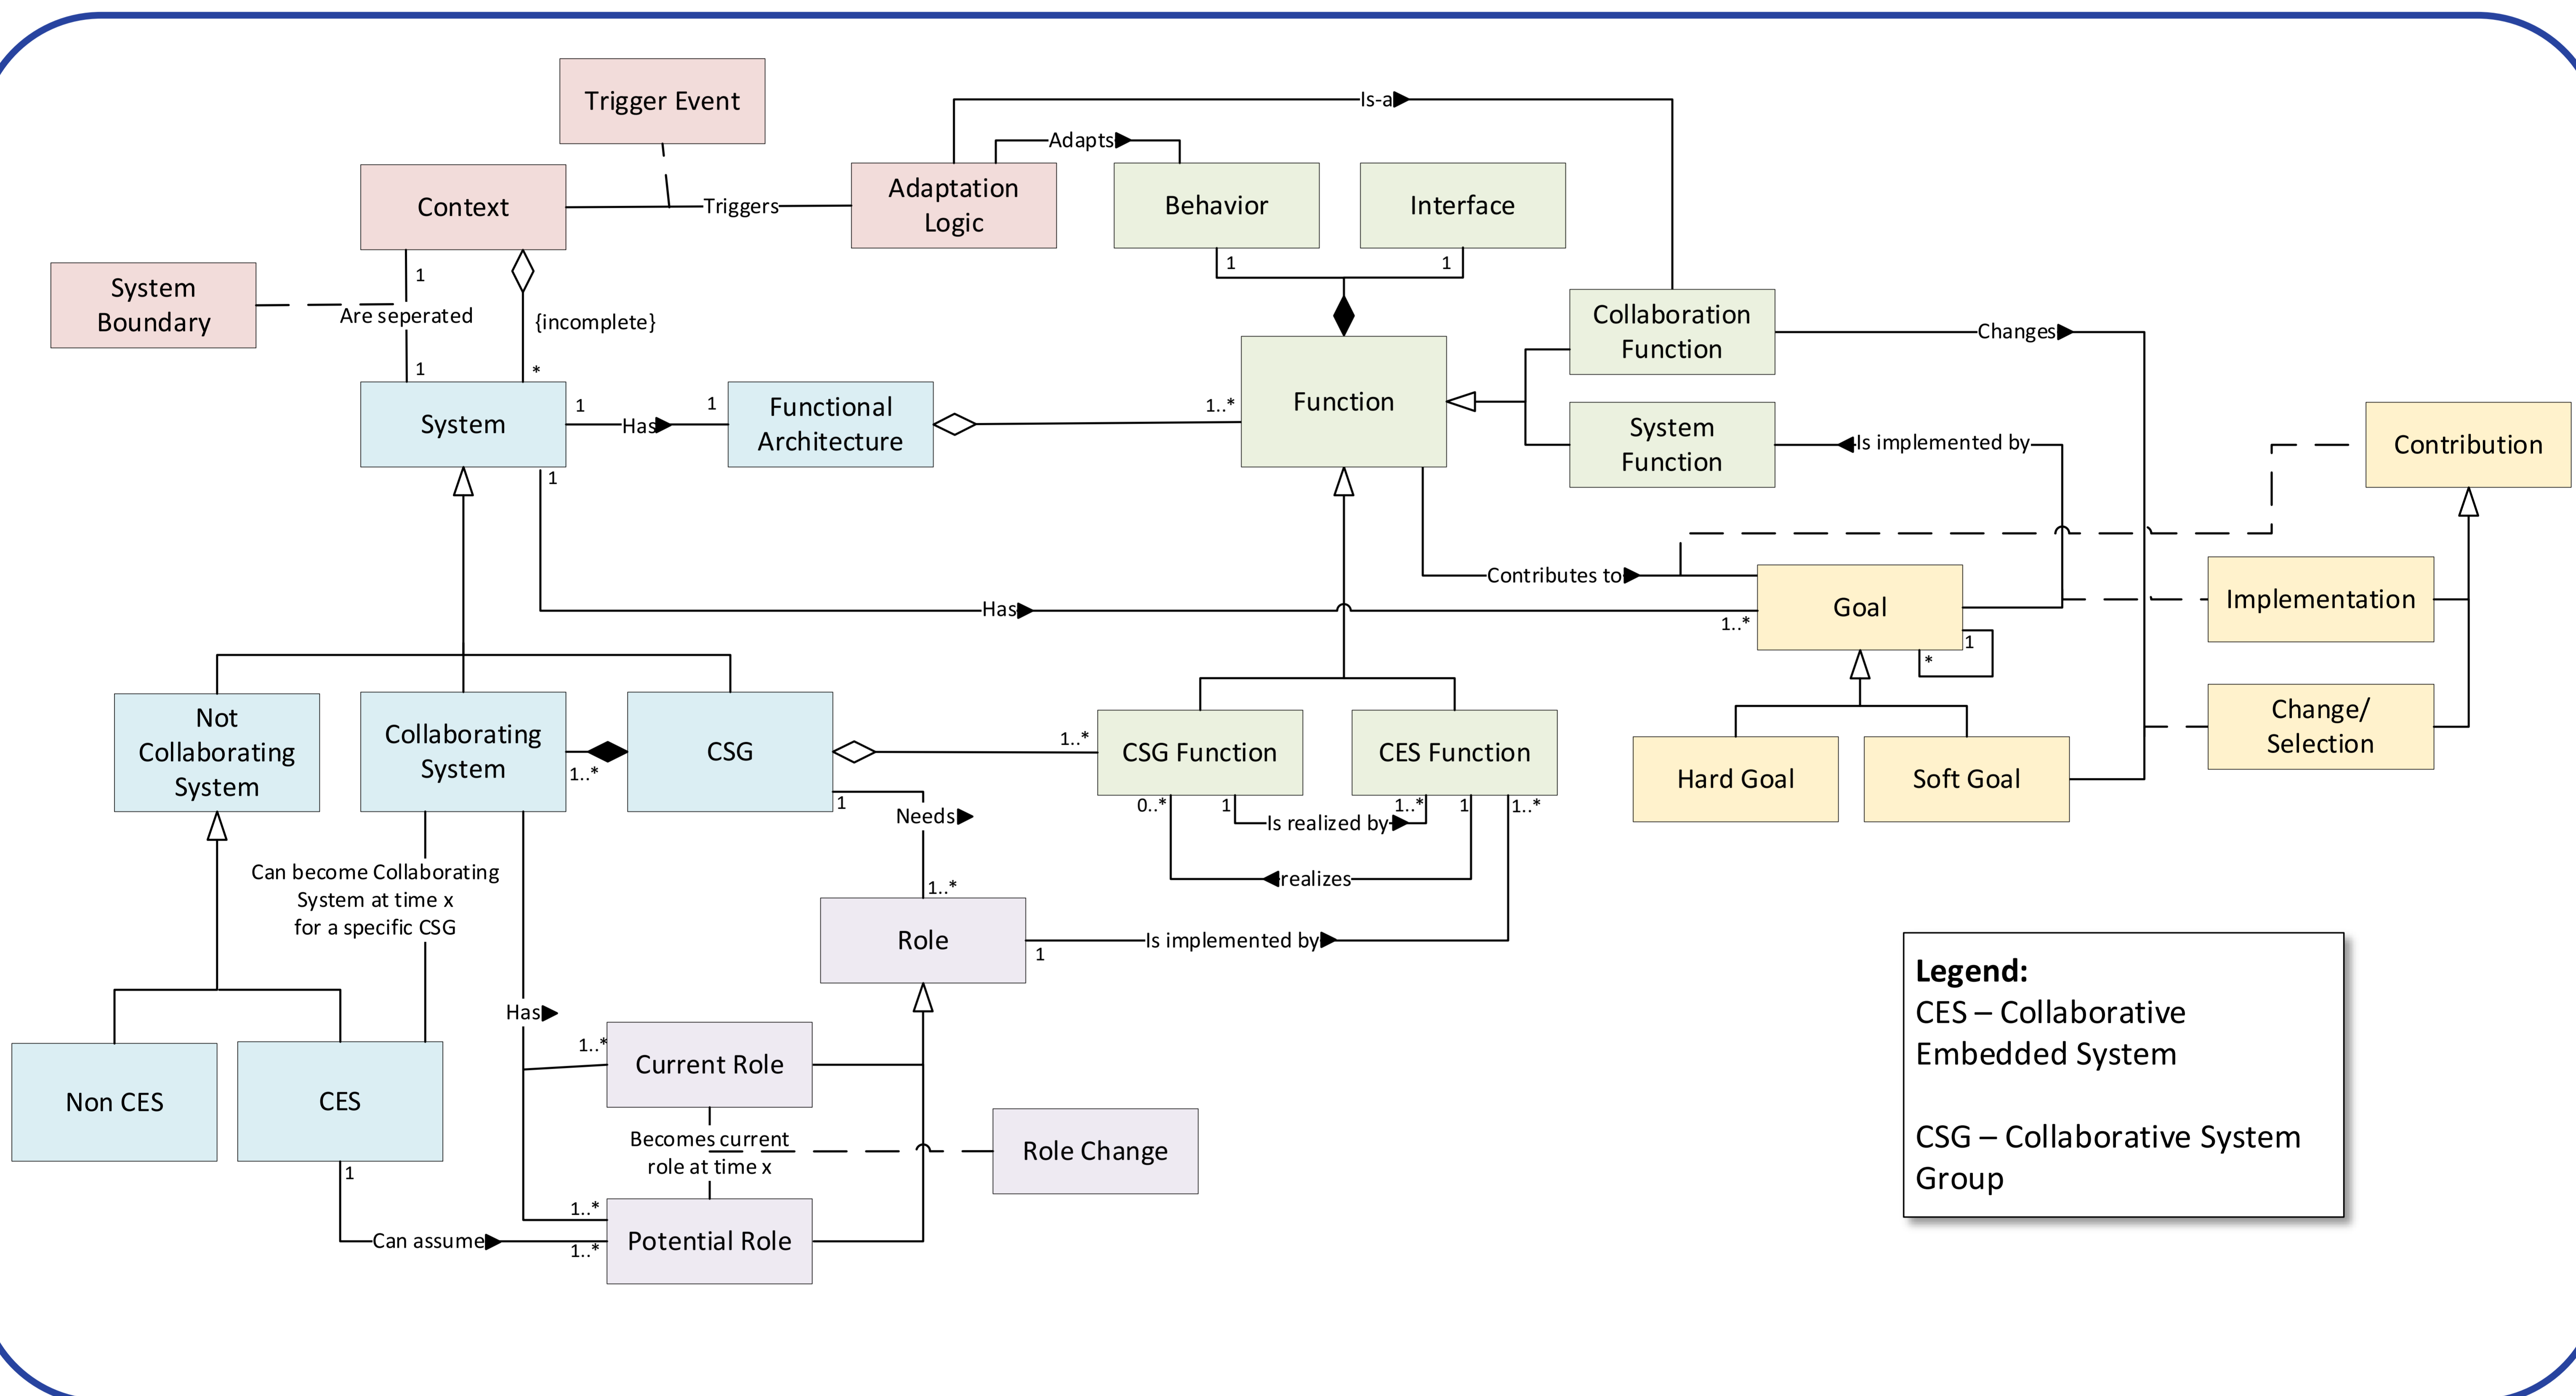 Trigger Event
Is-a
Adapts
Context
Triggers
Adaptation
Logic
Behavior
Interface
1
1
1
System
Boundary
Are seperated
{incomplete}
1
*
Collaboration
Function
Changes
System
1
Has
1
Functional
Architecture
1..*
Function
System
Function
Is implemented by
Contribution
1
Contributes to
Has
1..*
Goal
1
*
Implementation
Not
Collaborating
System
Collaborating
System
1..*
CSG
1..*
CSG Function
CES Function
Hard Goal
Soft Goal
Change/
Selection
1
Needs
0..*
1
Is realized by
1..*
1
1..*
realizes
Can become Collaborating
System at time x
for a specific CSG
1..*
Role
1
Is implemented by
Has
1..*
Current Role
Non CES
CES
Becomes current
role at time x
Role Change
1
Can assume
1..*
1..*
Potential Role
Legend:
CES – Collaborative
Embedded System
CSG – Collaborative System
Group